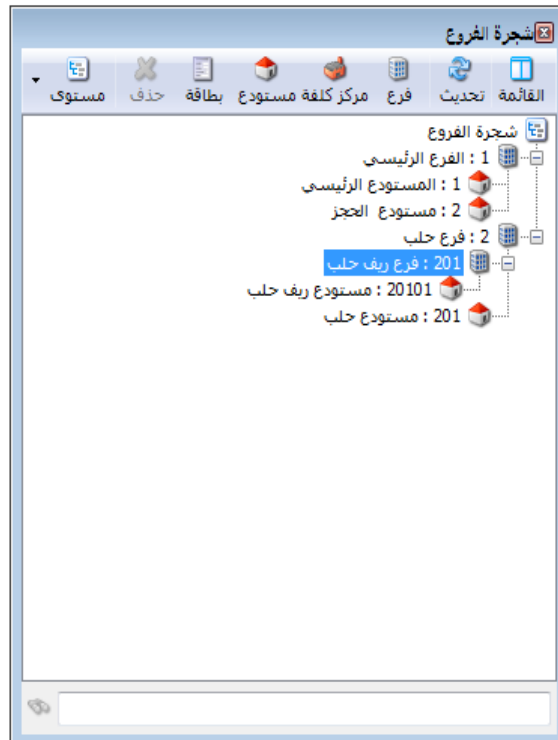 شجرة الفروع
القائمة تحديث فرع مركز كلفة مستودع بطاقة حذف مستوى
شجرة الفروع
1 : الفرع الرئيسي
1 : المستودع الرئيسي
2 : مستودع الحجز
2 : فرع حلب
201 : فرع ريف حلب
20101 : مستودع ريف حلب
201 : مستودع حلب